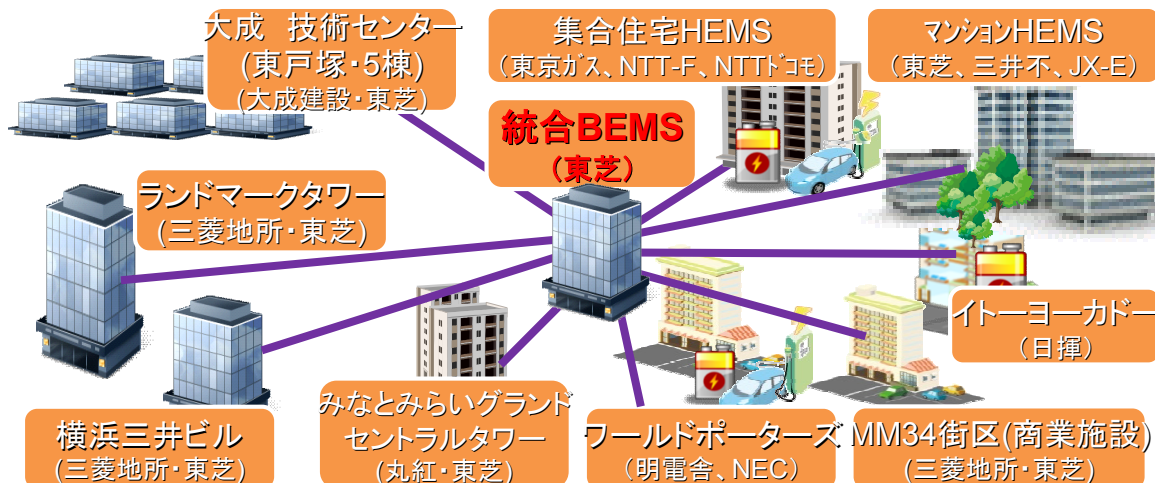 大成　技術センター
(東戸塚・5棟)
(大成建設・東芝)
集合住宅HEMS
(東京ガス、NTT-F、NTTドコモ)
マンションHEMS
(東芝、三井不、JX-E)
統合BEMS
(東芝)
ランドマークタワー
(三菱地所・東芝)
イトーヨーカドー
(日揮)
横浜三井ビル
(三菱地所・東芝)
みなとみらいグランド
セントラルタワー
(丸紅・東芝)
ワールドポーターズ
(明電舎、NEC)
MM34街区(商業施設)
(三菱地所・東芝)